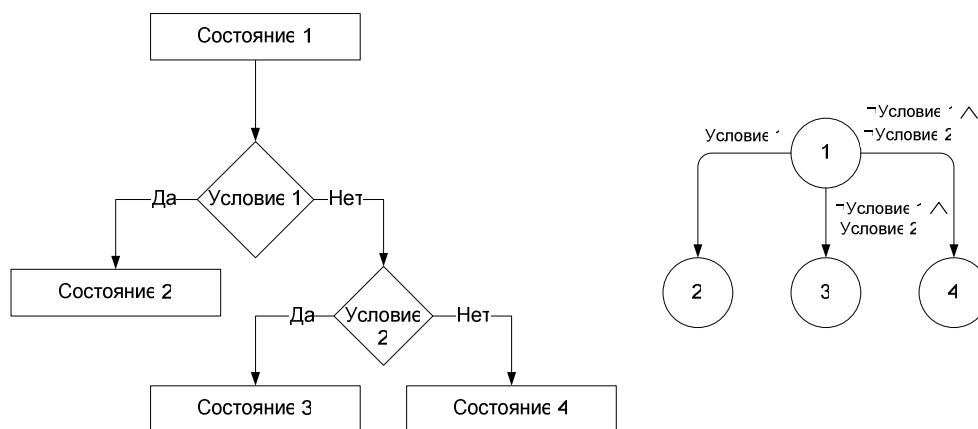 Состояние 1
Условие 1
Да
Нет
Состояние 2
Условие
2
Да
Нет
Состояние 3
Состояние 4
Условие 1
1
¬Условие 1 ∧
¬Условие 2
¬Условие 1 ∧
Условие 2
2
3
4